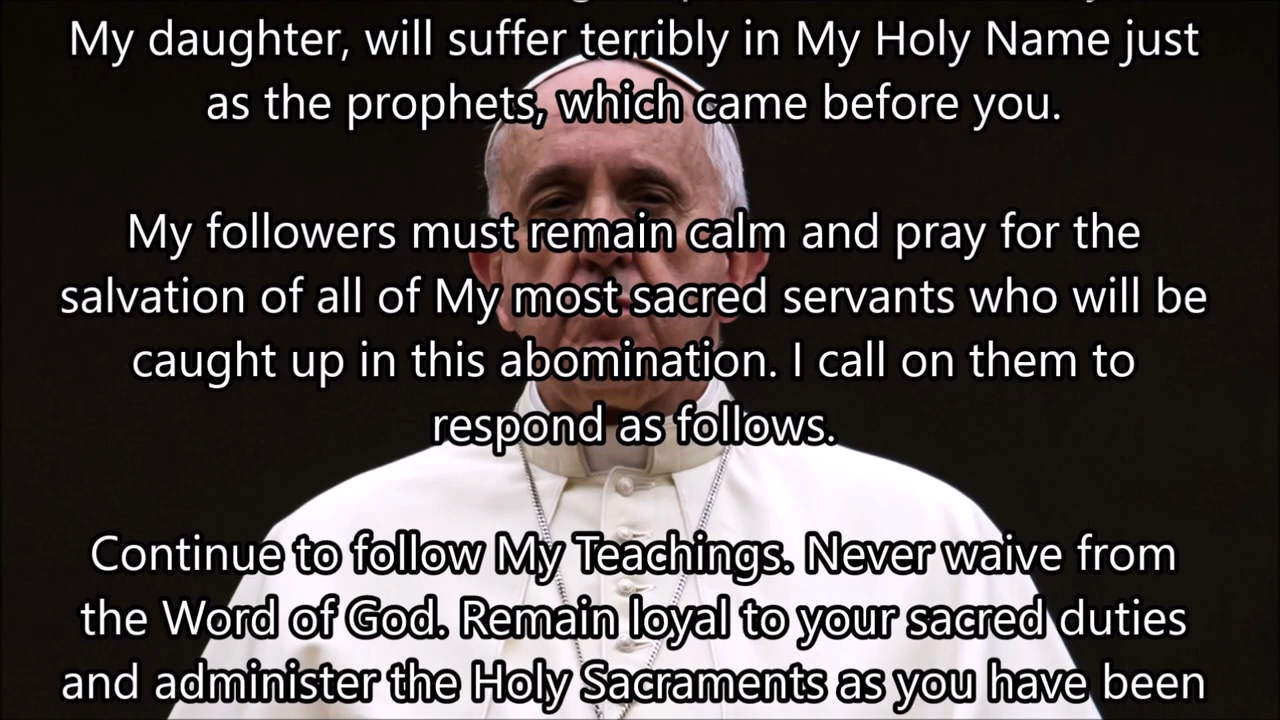 My daughter, will suffer terribly in My Holy Name just
as the prophets, which came before you.
My followers must remain calm and pray for the
salvation of all of My most sacred servants who will be
caught up in this abomination. I call on them to
respond as follows.
Continue to follow My Teachings. Never waive from
the Word of God. Remain loyal to your sacred duties
and administer the Holy Sacraments as you have been